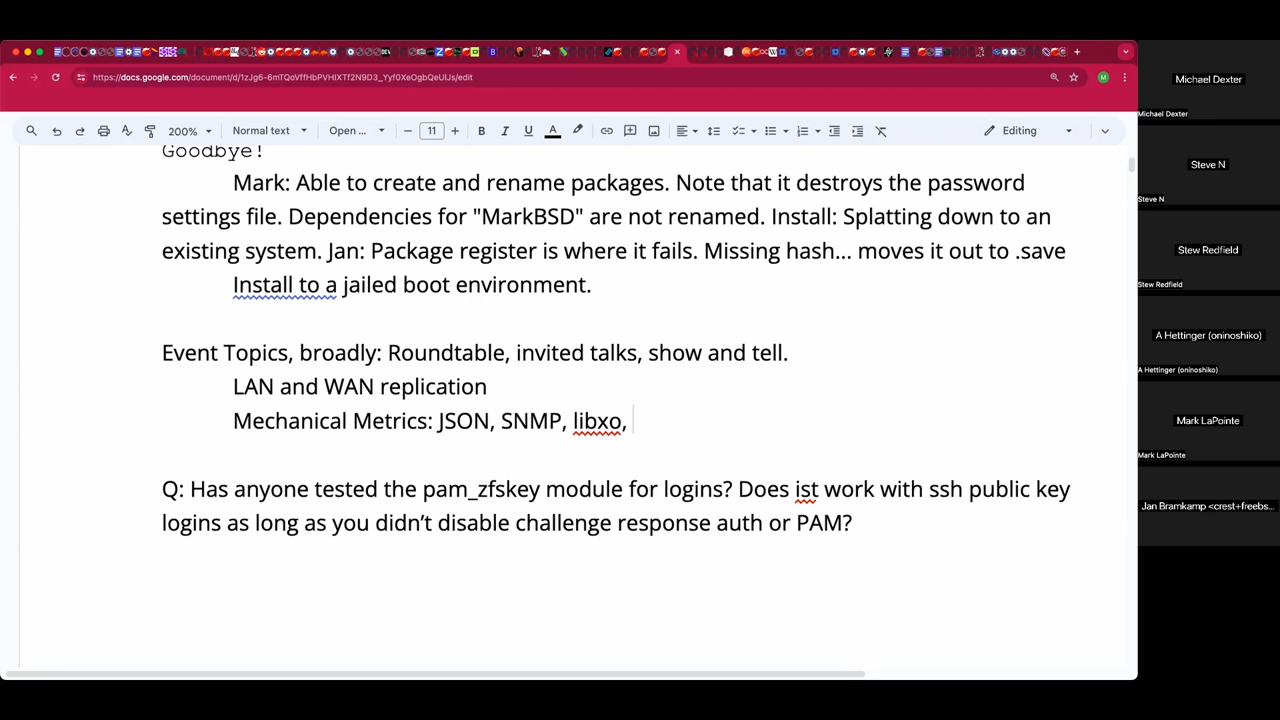 https://docs.google.com/document/d/1zJg6-6mTQoVffHbPVHIXTf2N9D3_Yyf0XeOgbQeUIJs/edit
M
200%
Normal text
Open ...
11
B
I
U
A
Editing
Goodbye!
Mark: Able to create and rename packages. Note that it destroys the password
settings file. Dependencies for "MarkBSD" are not renamed. Install: Splatting down to an
existing system. Jan: Package register is where it fails. Missing hash... moves it out to .save
Install to a jailed boot environment.
Event Topics, broadly: Roundtable, invited talks, show and tell.
LAN and WAN replication
Mechanical Metrics: JSON, SNMP, libxo,
Q: Has anyone tested the pam_zfskey module for logins? Does ist work with ssh public key
logins as long as you didn't disable challenge response auth or PAM?
Michael Dexter
Michael Dexter
Steve N
Steve N
Stew Redfield
Stew Redfield
A Hettinger (oninoshiko)
A Hettinger (oninoshiko)
Mark LaPointe
Mark LaPointe
Jan Bramkamp <crest+freebs...